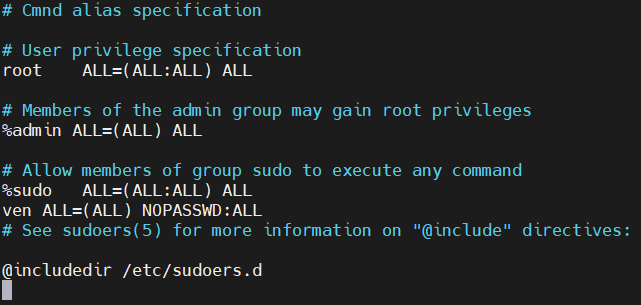 # Cmnd alias specification
# User privilege specification
root    ALL=(ALL:ALL) ALL
# Members of the admin group may gain root privileges
%admin ALL=(ALL) ALL
# Allow members of group sudo to execute any command
%sudo   ALL=(ALL:ALL) ALL
ven ALL=(ALL) NOPASSWD:ALL
# See sudoers(5) for more information on "@include" directives:
@includedir /etc/sudoers.d